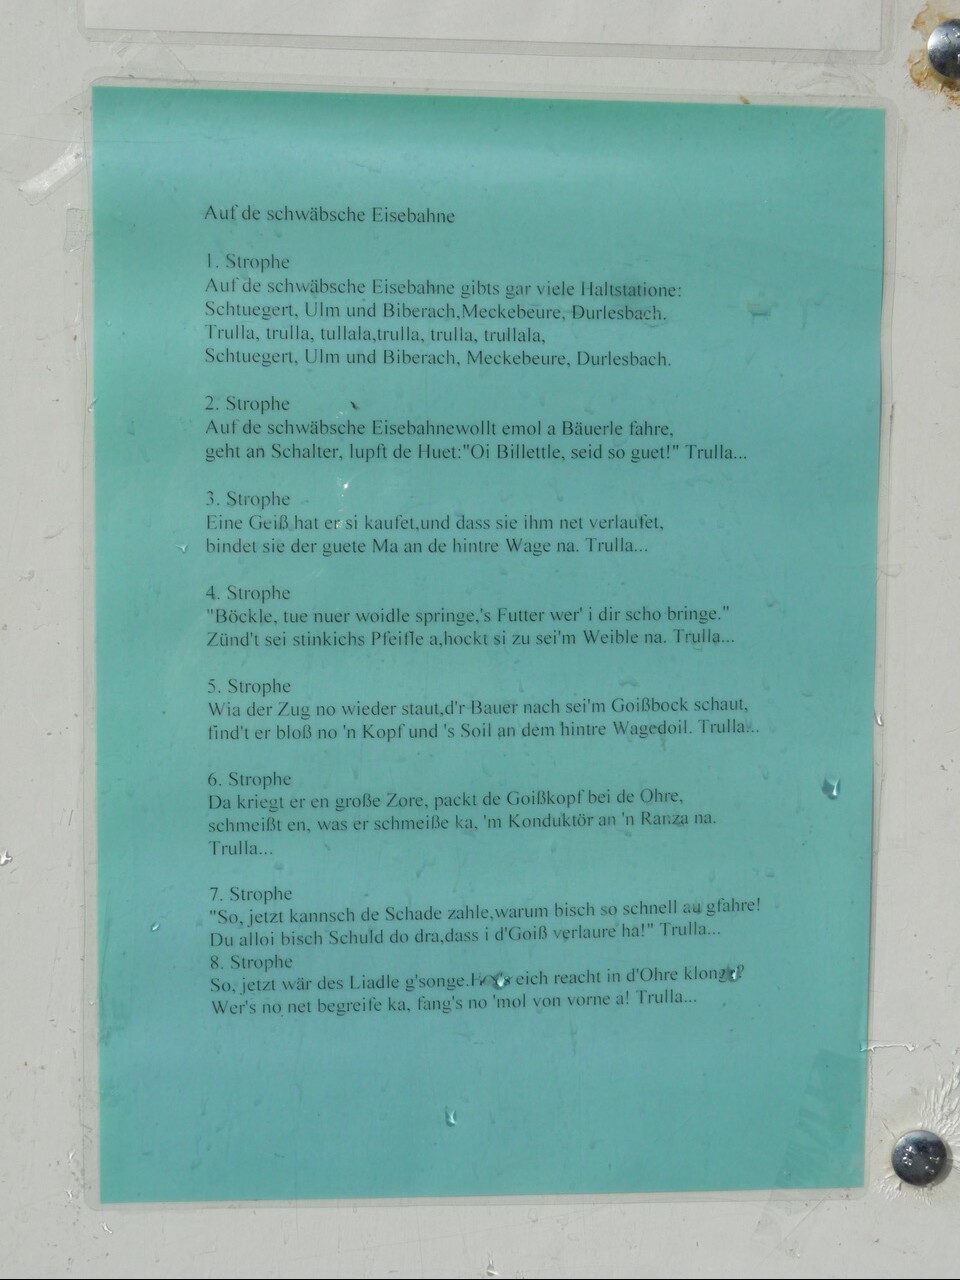 Auf de schwäbsche Eisebahne
1. Strophe
Auf de schwäbsche Eisebahne gibts gar viele Haltstatione:
Schtuegert, Ulm und Biberach,Meckebeure, Durlesbach.
Trulla, trulla, tullala,trulla, trulla, trullala,
Schtuegert, Ulm und Biberach, Meckebeure, Durlesbach.
2. Strophe
Auf de schwäbsche Eisebahnewollt emol a Bäuerle fahre,
geht an Schalter, lupft de Huet:"Oi Billettle, seid so guet!" Trulla...
3. Strophe
Eine Geiß hat er si kaufet,und dass sie ihm net verlaufet,
bindet sie der guete Ma an de hintre Wage na. Trulla...
4. Strophe
"Böckle, tue nuer woidle springe,'s Futter wer' i dir scho bringe."
Zünd't sei stinkichs Pfeifle a,hockt si zu sei'm Weible na. Trulla...
5. Strophe
Wia der Zug no wieder staut,d'r Bauer nach sei'm Goißbock schaut,
find't er bloß no 'n Kopf und 's Soil an dem hintre Wagedoil. Trulla...
6. Strophe
Da kriegt er en große Zore, packt de Goißkopf bei de Ohre,
schmeißt en, was er schmeiße ka, 'm Konduktör an 'n Ranza na.
Trulla...
7. Strophe
"So, jetzt kannsch de Schade zahle,warum bisch so schnell au gfahre!
Du alloi bisch Schuld do dra,dass i d'Goiß verlaure ha!" Trulla...
8. Strophe
So, jetzt wär des Liadle g'songe. eich reacht in d'Ohre
Wer's no net begreife ka, fang's no 'mol von vorne a! Trulla...